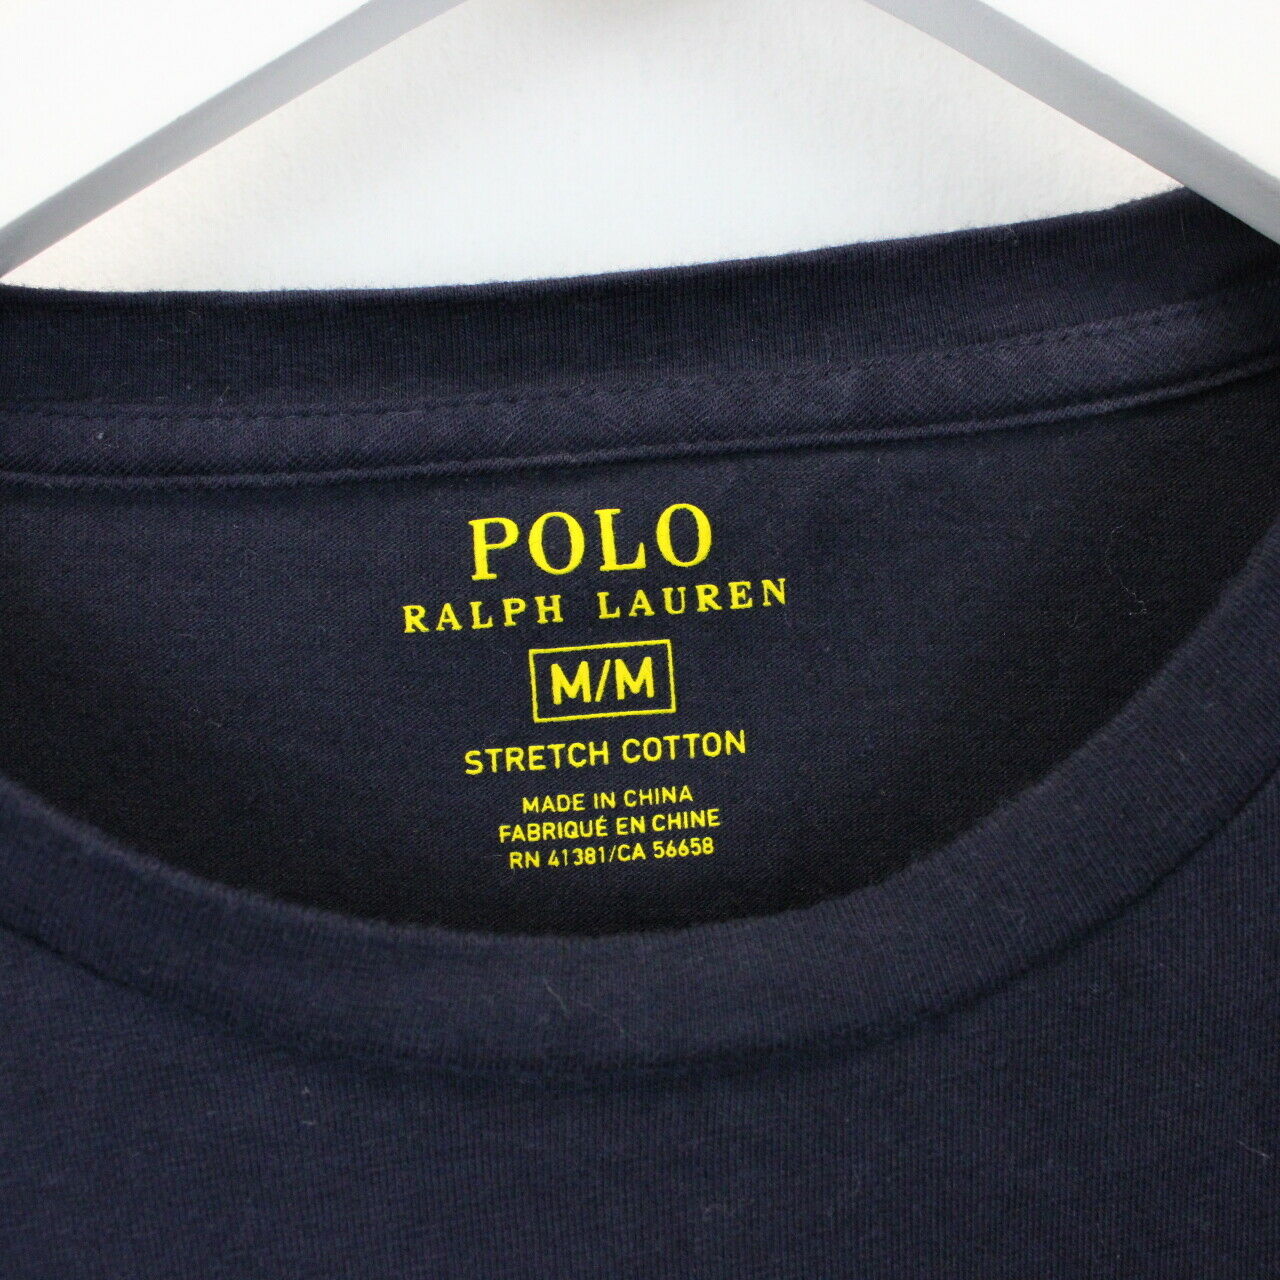 POLO
RALPH LAUREN
M/M
STRETCH COTTON
MADE IN CHINA
FABRIQUÉ EN CHINE
RN 41381/CA 56658